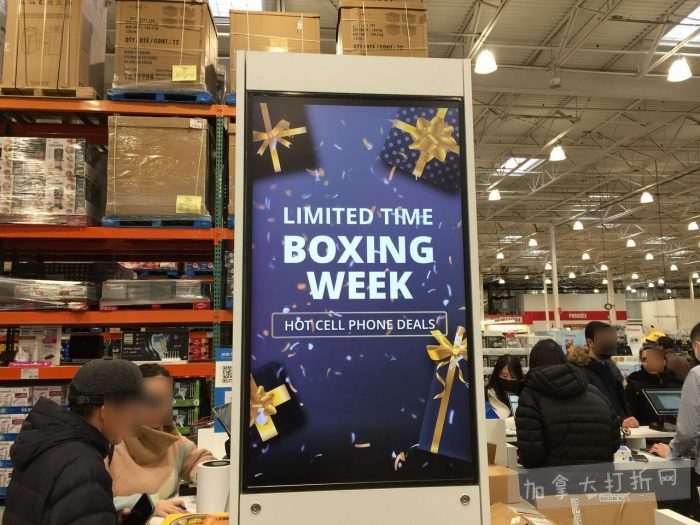 LIMITED TIME
BOXING
WEEK
HOT CELL PHONE DEALS
加拿大打折网